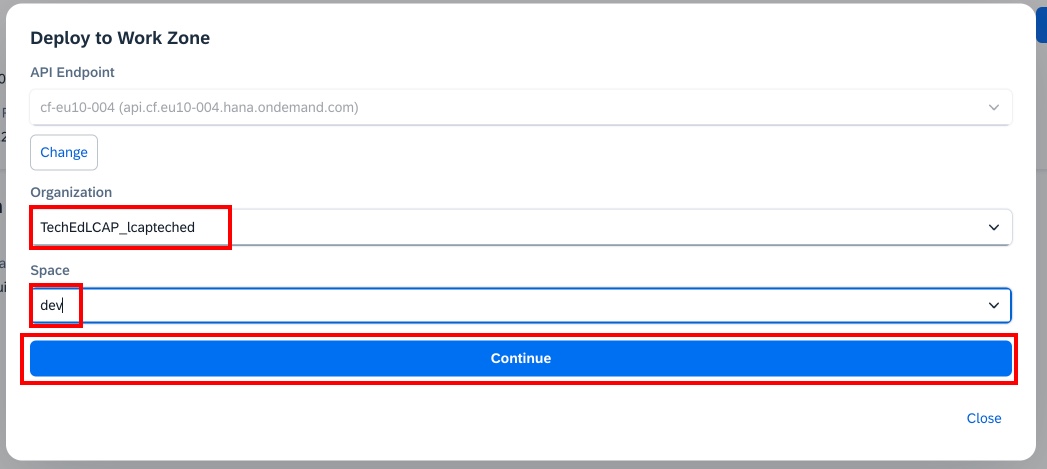 Deploy to Work Zone
API Endpoint
cf-eu10-004 (api.cf.eu10-004.hana.ondemand.com)
Change
Organization
TechEdLCAP_lcapteched
Space
dev
Continue
Close